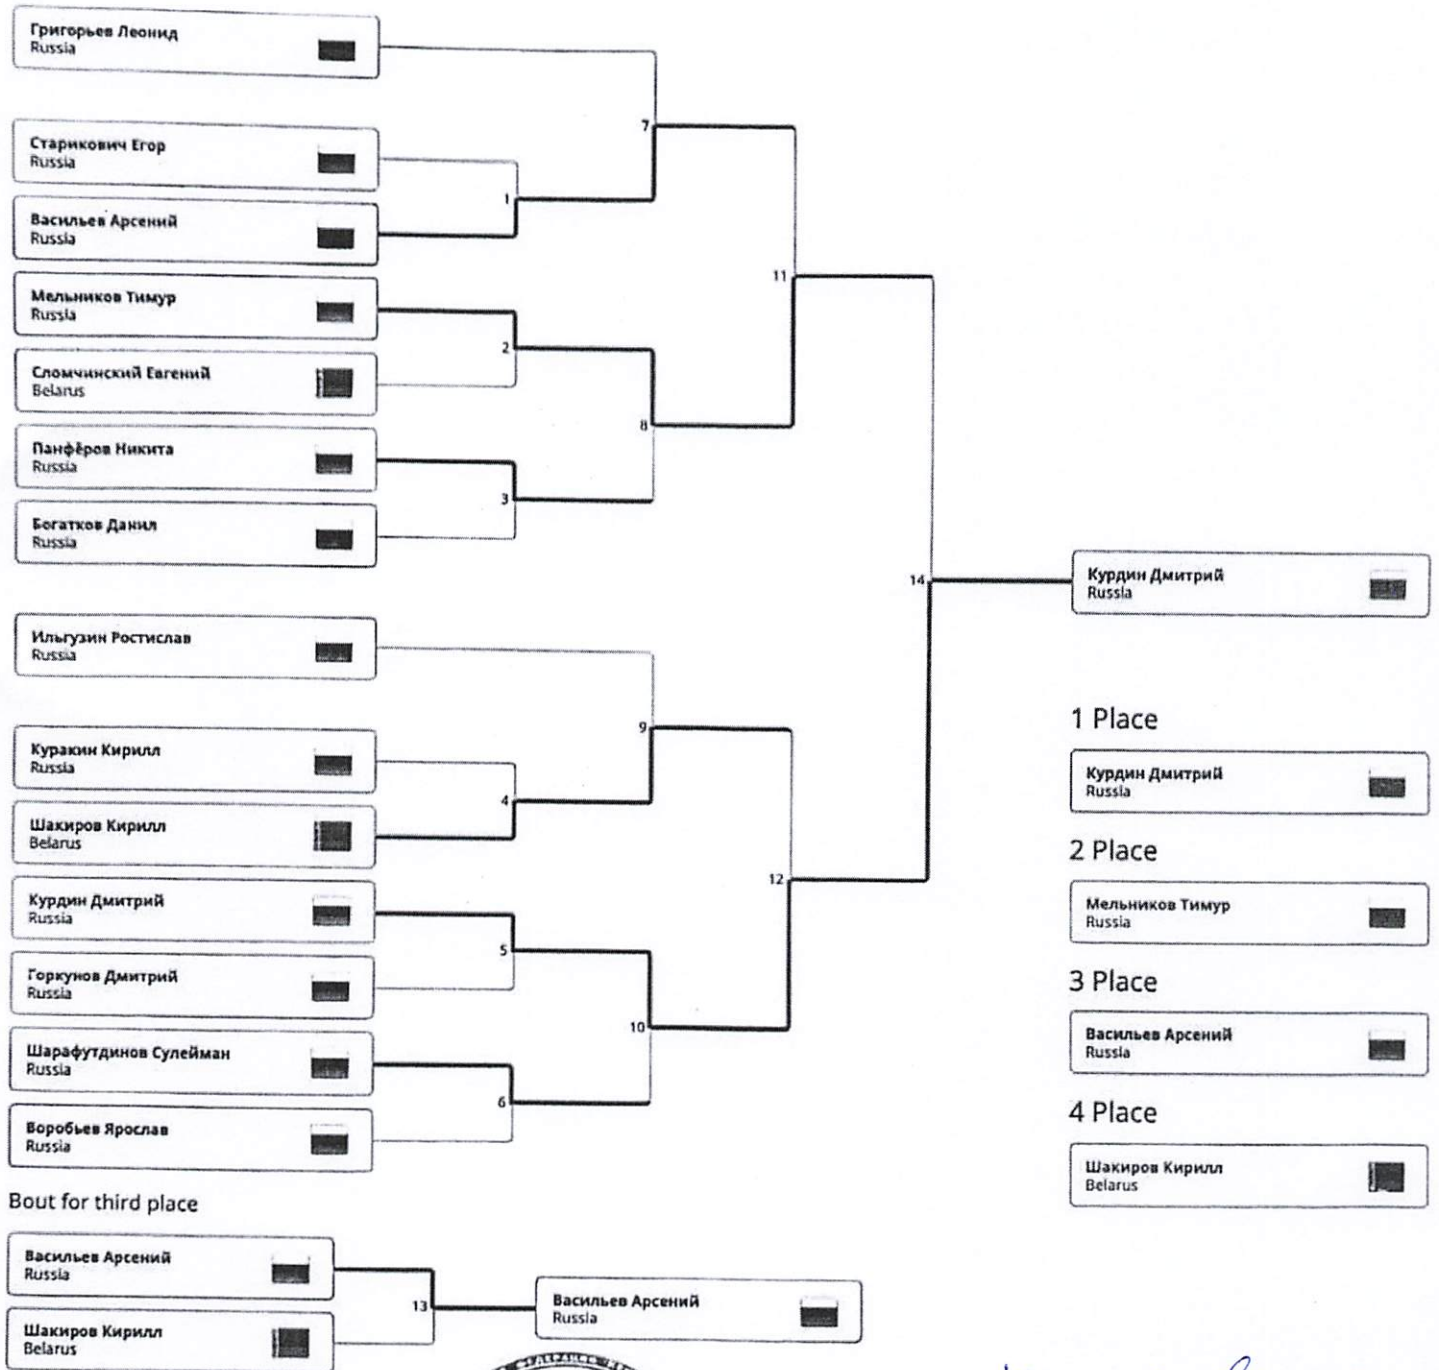 Григорьев Леонид
Russia
Старикович Егор
Russia
Васильев Арсений
Russia
Мельников Тимур
Russia
Сломчинский Евгений
Belarus
Панфёров Никита
Russia
Богатков Данил
Russia
Ильгузин Ростислав
Russia
Куракин Кирилл
Russia
Шакиров Кирилл
Belarus
Курдин Дмитрий
Russia
Горкунов Дмитрий
Russia
Шарафутдинов Сулейман
Russia
Воробьев Ярослав
Russia
1
2
3
4
5
6
7
8
9
10
11
12
14
Курдин Дмитрий
Russia
1 Place
Курдин Дмитрий
Russia
2 Place
Мельников Тимур
Russia
3 Place
Васильев Арсений
Russia
4 Place
Шакиров Кирилл
Belarus
Bout for third place
Васильев Арсений
Russia
Шакиров Кирилл
Belarus
13
Васильев Арсений
Russia